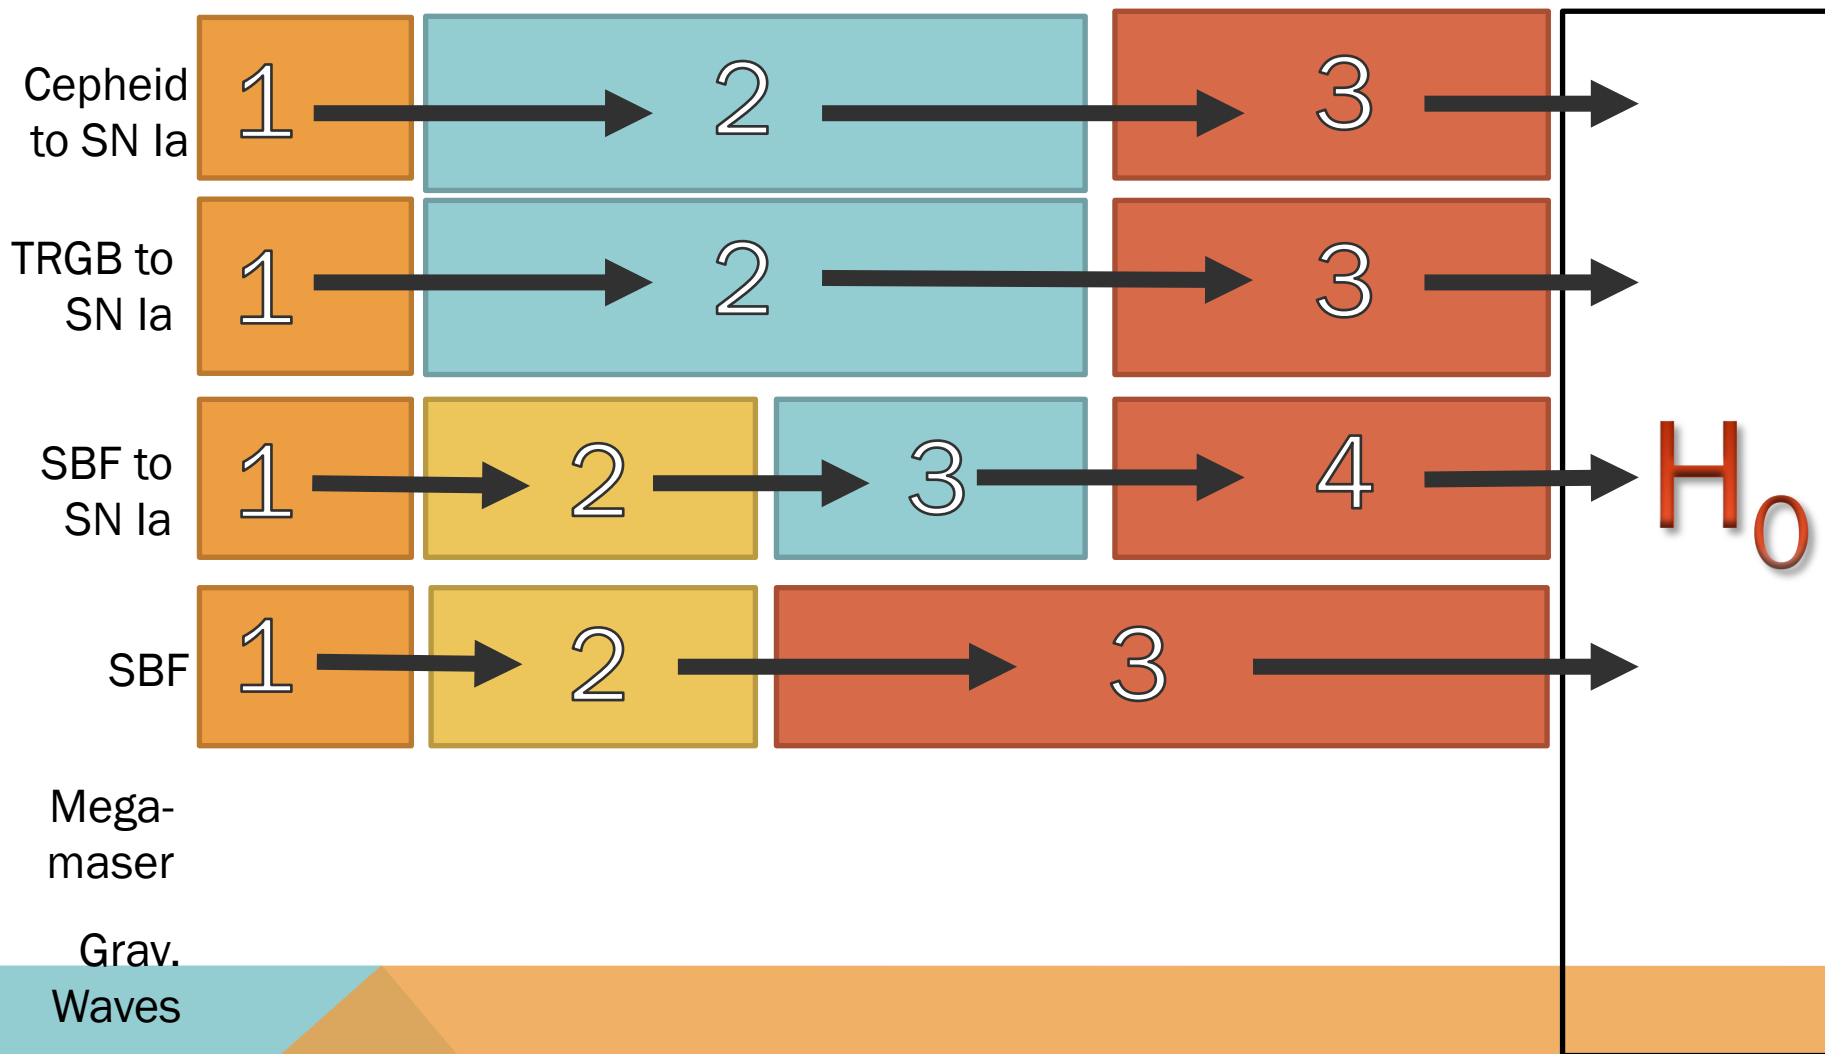 Cepheid
to SN Ia
1 2 3
TRGB to
SN Ia
1 2 3
SBF to
SN Ia
1 2 3 4
H0
SBF
1 2 3
Mega-
maser
Grav.
Waves